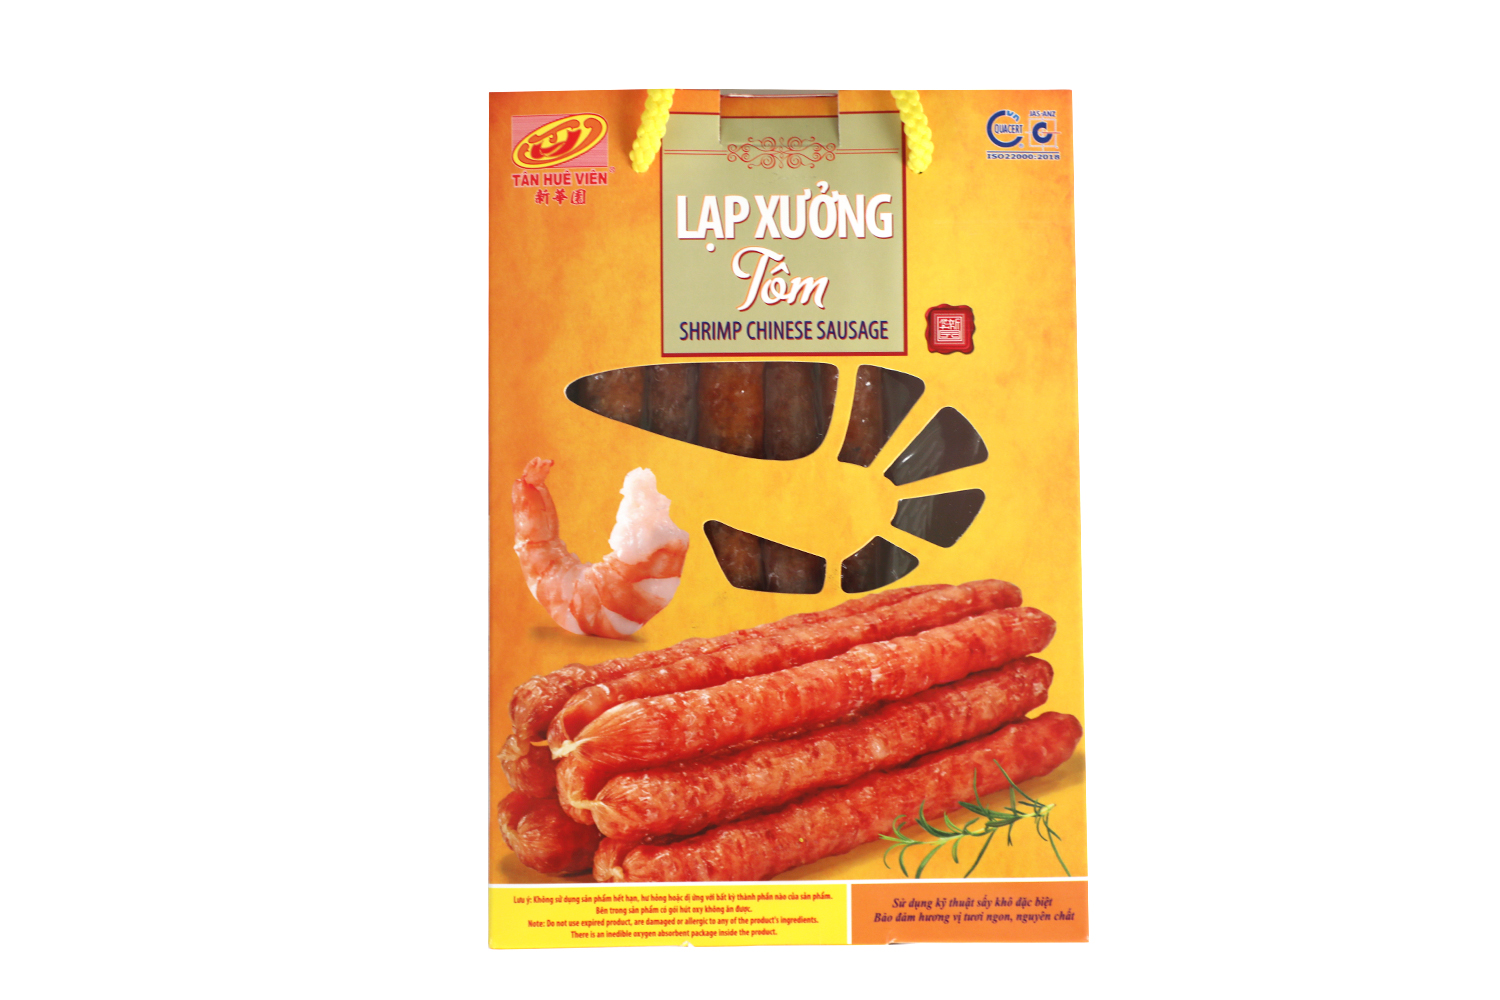 TÂN HUÊ VIÊN
新華園
QUACERT
JAS-ANZ
ISO22000:2018
LẠP XƯỞNG
Tôm
SHRIMP CHINESE SAUSAGE
Lưu ý: Không sử dụng sản phẩm hết hạn, hư hỏng hoặc dị ứng với bất kỳ thành phần nào của sản phẩm.
Bên trong sản phẩm có gói hút oxy không ăn được.
Note: Do not use expired product, are damaged or allergic to any of the product's ingredients.
There is an inedible oxygen absorbent package inside the product.
Sử dụng kỹ thuật sấy khô đặc biệt
Bảo đảm hương vị tươi ngon, nguyên chất